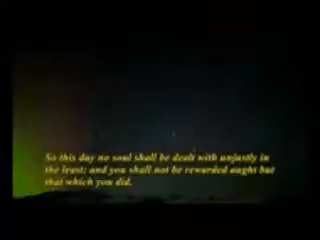 So this day no soul shall be dealt with unjustly in
the least; and you shall not be rewarded aught but
that which you did.